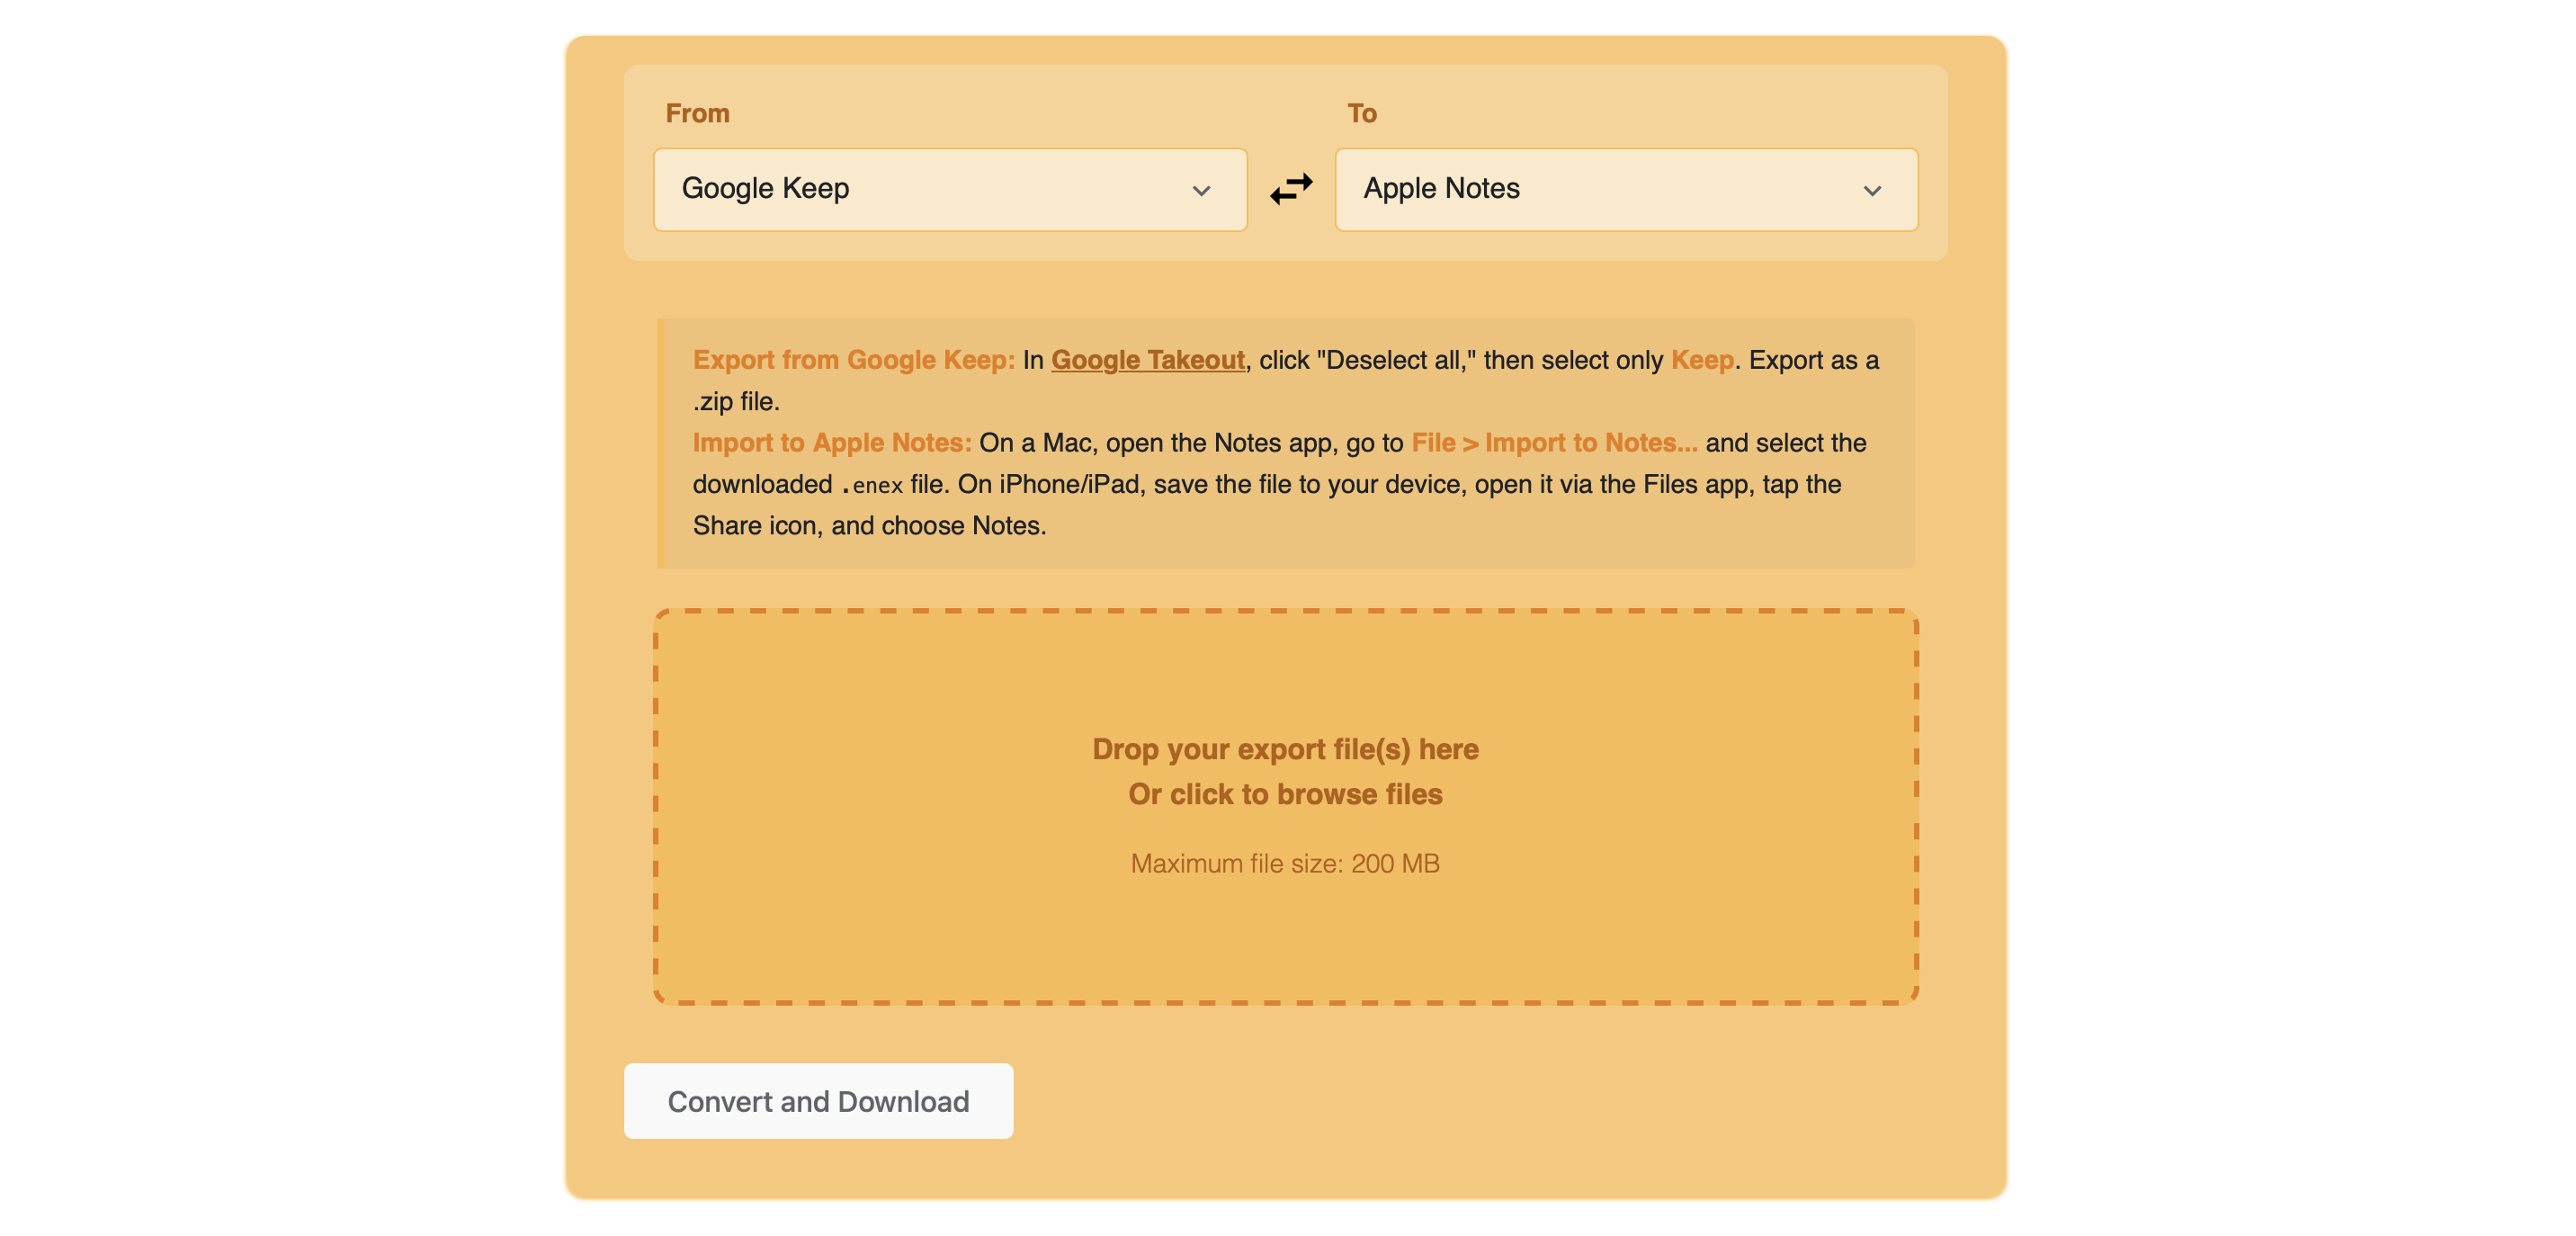 From
To
Google Keep
Apple Notes
Export from Google Keep: In Google Takeout, click "Deselect all," then select only Keep. Export as a
.zip file.
Import to Apple Notes: On a Mac, open the Notes app, go to File > Import to Notes... and select the
downloaded .enex file. On iPhone/iPad, save the file to your device, open it via the Files app, tap the
Share icon, and choose Notes.
Drop your export file(s) here
Or click to browse files
Maximum file size: 200 MB
Convert and Download